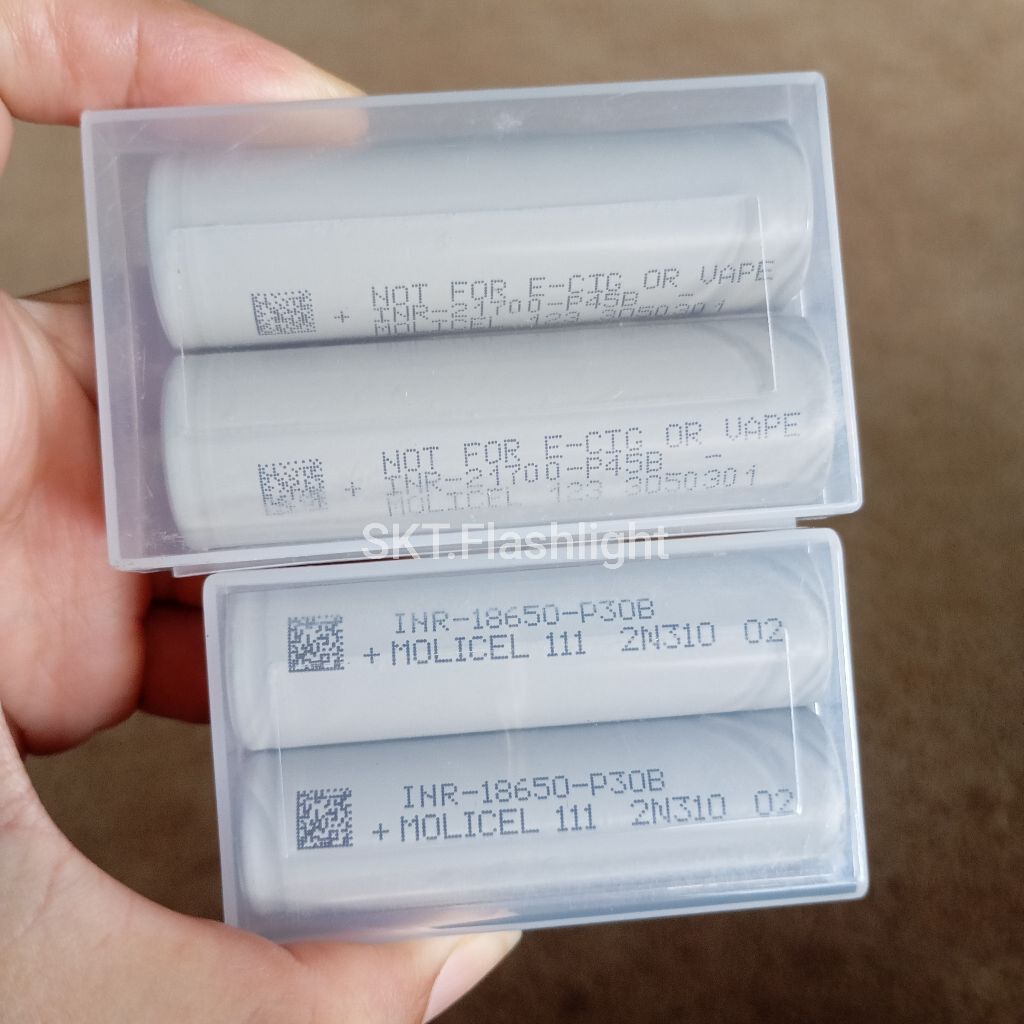 NOT FOR E-CIG OR VAPE
+ INR-21700-P45B _
MOLICEL 123 3050301
NOT FOR E-CIG OR VAPE
+ INR-21700-P45B _
MOLICEL 123 3050301
SKT.Flashlight
INR-18650-P30B
+ MOLICEL 111 2N310 02
INR-18650-P30B
+ MOLICEL 111 2N310 02